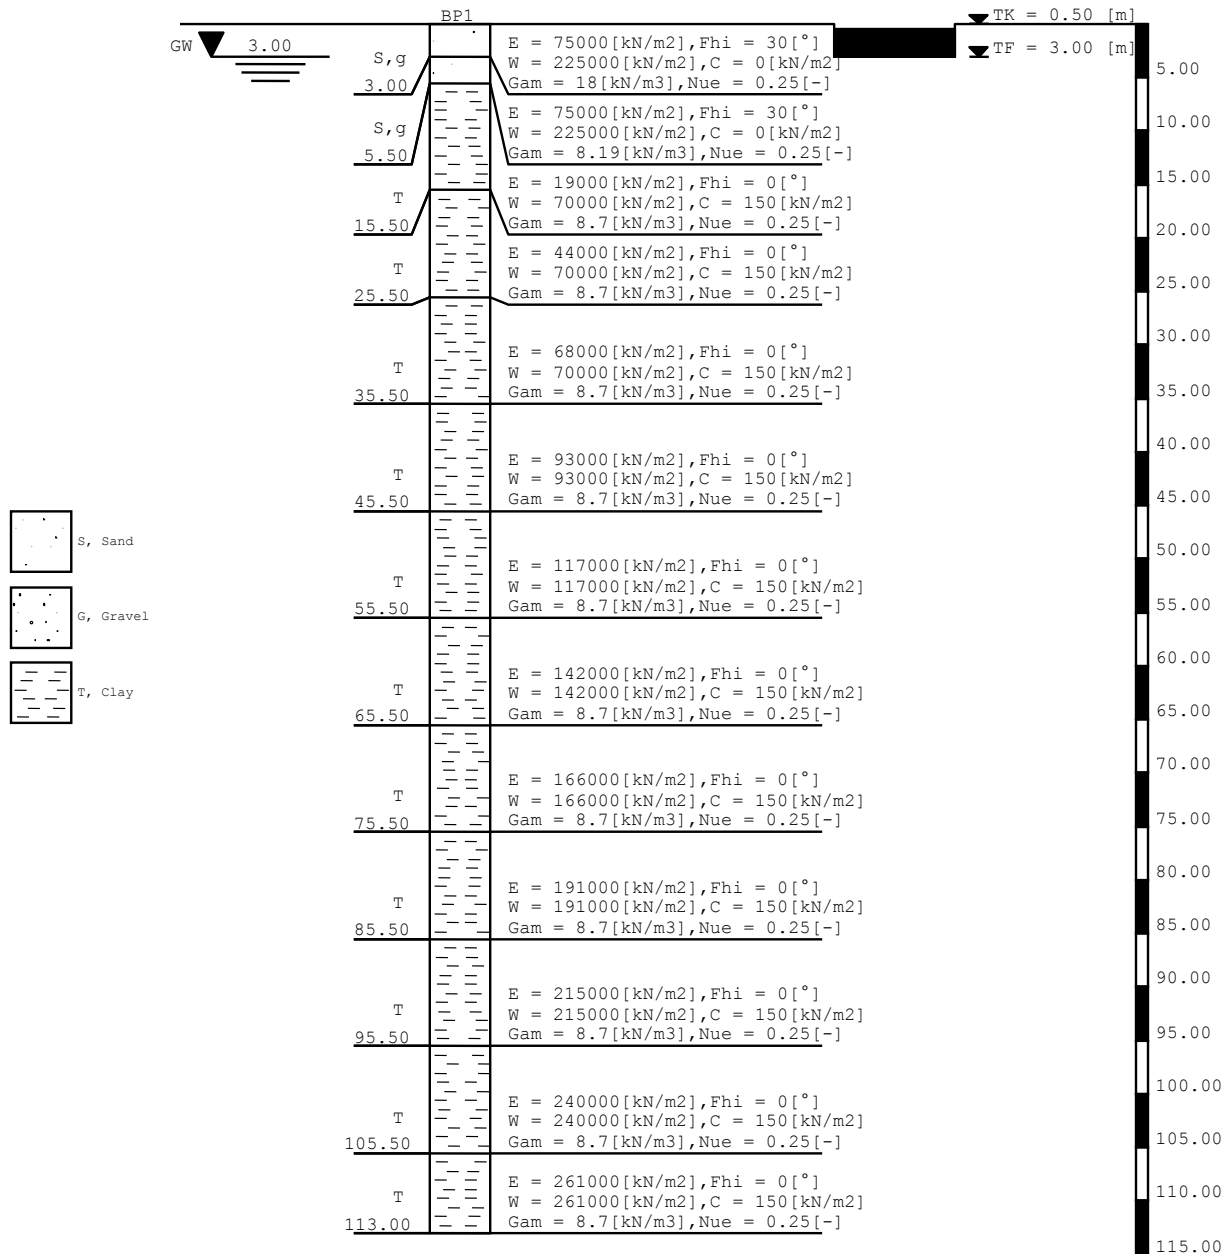 BP1
TK = 0.50 [m]
GW 3.00
TF = 3.00 [m]
S,g
3.00
E = 75000[kN/m2],Fhi = 30[°]
W = 225000[kN/m2],C = 0[kN/m2]
Gam = 18[kN/m3],Nue = 0.25[-]
S,g
5.50
E = 75000[kN/m2],Fhi = 30[°]
W = 225000[kN/m2],C = 0[kN/m2]
Gam = 8.19[kN/m3],Nue = 0.25[-]
T
15.50
E = 19000[kN/m2],Fhi = 0[°]
W = 70000[kN/m2],C = 150[kN/m2]
Gam = 8.7[kN/m3],Nue = 0.25[-]
T
25.50
E = 44000[kN/m2],Fhi = 0[°]
W = 70000[kN/m2],C = 150[kN/m2]
Gam = 8.7[kN/m3],Nue = 0.25[-]
T
35.50
E = 68000[kN/m2],Fhi = 0[°]
W = 70000[kN/m2],C = 150[kN/m2]
Gam = 8.7[kN/m3],Nue = 0.25[-]
T
45.50
E = 93000[kN/m2],Fhi = 0[°]
W = 93000[kN/m2],C = 150[kN/m2]
Gam = 8.7[kN/m3],Nue = 0.25[-]
T
55.50
E = 117000[kN/m2],Fhi = 0[°]
W = 117000[kN/m2],C = 150[kN/m2]
Gam = 8.7[kN/m3],Nue = 0.25[-]
T
65.50
E = 142000[kN/m2],Fhi = 0[°]
W = 142000[kN/m2],C = 150[kN/m2]
Gam = 8.7[kN/m3],Nue = 0.25[-]
T
75.50
E = 166000[kN/m2],Fhi = 0[°]
W = 166000[kN/m2],C = 150[kN/m2]
Gam = 8.7[kN/m3],Nue = 0.25[-]
T
85.50
E = 191000[kN/m2],Fhi = 0[°]
W = 191000[kN/m2],C = 150[kN/m2]
Gam = 8.7[kN/m3],Nue = 0.25[-]
T
95.50
E = 215000[kN/m2],Fhi = 0[°]
W = 215000[kN/m2],C = 150[kN/m2]
Gam = 8.7[kN/m3],Nue = 0.25[-]
T
105.50
E = 240000[kN/m2],Fhi = 0[°]
W = 240000[kN/m2],C = 150[kN/m2]
Gam = 8.7[kN/m3],Nue = 0.25[-]
T
113.00
E = 261000[kN/m2],Fhi = 0[°]
W = 261000[kN/m2],C = 150[kN/m2]
Gam = 8.7[kN/m3],Nue = 0.25[-]
S, Sand
G, Gravel
T, Clay
5.00
10.00
15.00
20.00
25.00
30.00
35.00
40.00
45.00
50.00
55.00
60.00
65.00
70.00
75.00
80.00
85.00
90.00
95.00
100.00
105.00
110.00
115.00